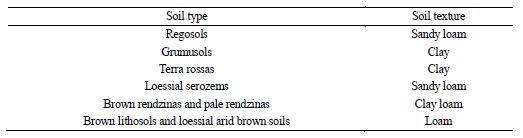 Soil type Soil texture
Regosols Sandy loam
Grumusols Clay
Terra rossas Clay
Loessial serozems Sandy loam
Brown rendzinas and pale rendzinas Clay loam
Brown lithosols and loessial arid brown soils Loam